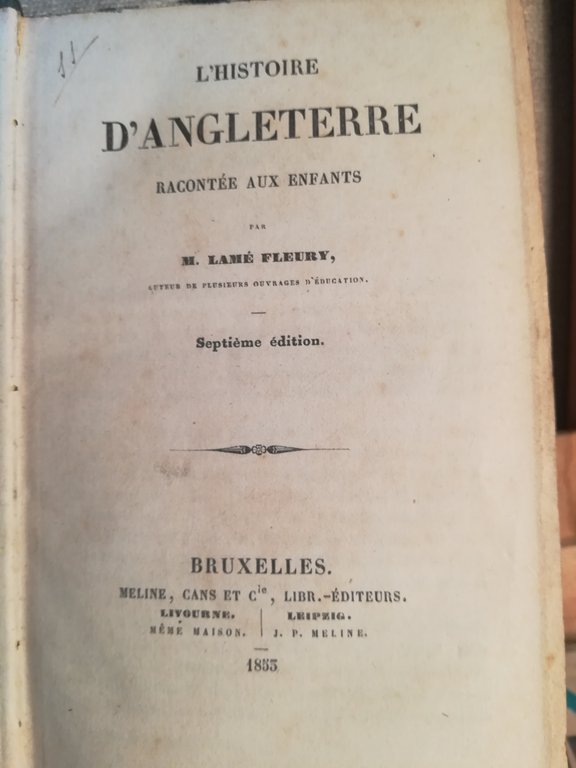 11
L'HISTOIRE
D'ANGLETERRE
RACONTÉE AUX ENFANTS
PAR
M. LAMÉ FLEURY,
AUTEUR DE PLUSIEURS OUVRAGES D'ÉDUCATION.
Septième édition.
BRUXELLES.
MELINE, CANS ET Cie, LIBR.-ÉDITEURS.
LIVOURNE. | LEIPZIG.
MÊME MAISON. | J. P. MELINE.
1853